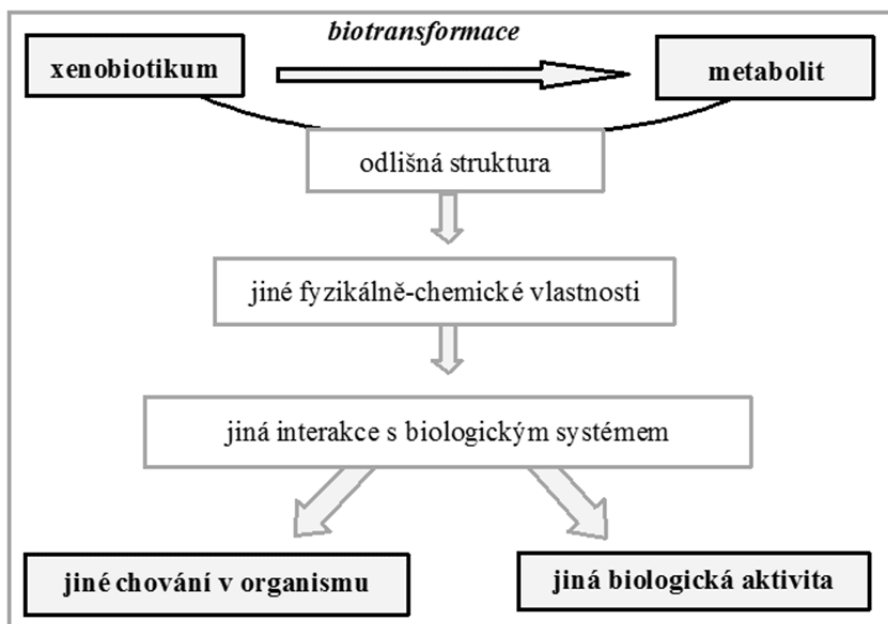 biotransformace
xenobiotikum
metabolit
odlišná struktura
jiné fyzikálně-chemické vlastnosti
jiná interakce s biologickým systémem
jiné chování v organismu
jiná biologická aktivita